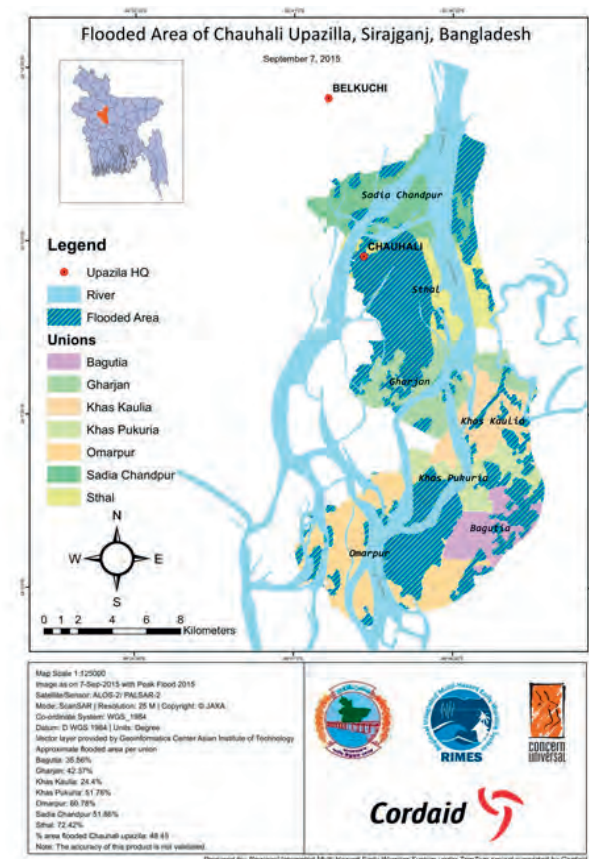 Flooded Area of Chauhali Upazilla, Sirajganj, Bangladesh
September 7, 2015
BELKUCHI
Sadia Chandpur
CHAUHALI
Sthal
Gharjan
Khas Kaulia
Khas Pukuria
Bagutia
Omarpur
Legend
Upazila HQ
River
Flooded Area
Unions
Bagutia
Gharjan
Khas Kaulia
Khas Pukuria
Omarpur
Sadia Chandpur
Sthal
N
W E
S
0 1 2 4 6 8
Kilometers
Map Scale 1:125000
Image as on 7-Sep-2015 with Peak Flood 2015
Satellite/Sensor: ALOS-2/ PALSAR-2
Mode: ScanSAR | Resolution: 25 M | Copyright: © JAXA
Co-ordinate System: WGS_1984
Datum: D WGS 1984 | Units: Degree
Vector layer provided by Geoinformatics Center Asian Institute of Technology
Approximate flooded area per union
Bagutia: 35.56%
Gharjan: 42.37%
Khas Kaulia: 24.4%
Khas Pukuria: 51.76%
Omarpur: 60.78%
Sadia Chandpur 51.86%
Sthal: 72.42%
% area flooded Chauhali upazila: 48.45
Note: The accuracy of this product is not validated
RIMES
concern
universal
Cordaid